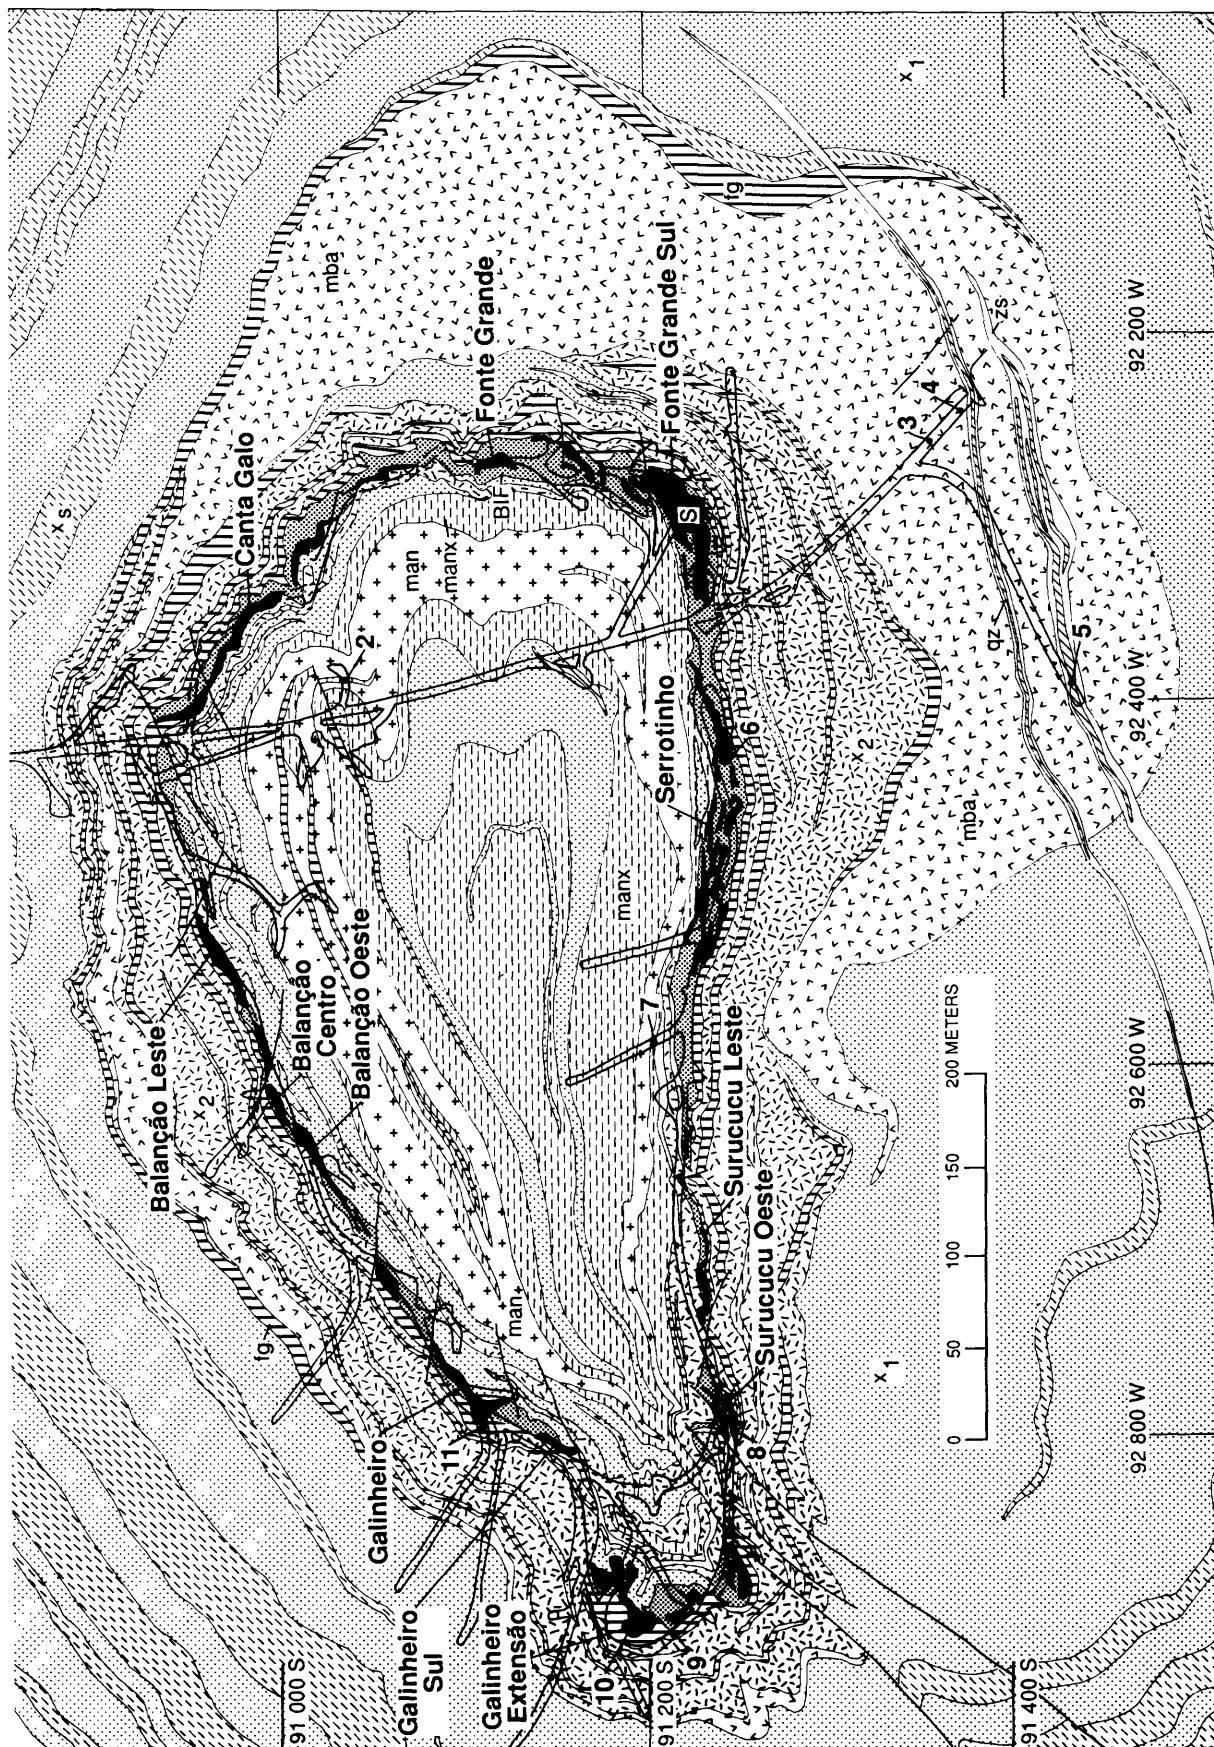 x₁
xₛ
mba
fg
Canta Galo
Fonte Grande
Fonte Grande Sul
BIF
S
man
manx
2
zs
4
3
92 200 W
qz
5
92 400 W
Serrotinho
6
x₂
mba
manx
7
Balanção Leste
x₂
Balanção
Centro
Balanção Oeste
Surucucu Leste
Surucucu Oeste
92 600 W
0
50
100
150
200 METERS
fg
man
x₁
Galinheiro
11
8
92 800 W
Galinheiro
Sul
Galinheiro
Extensão
10
9
91 000 S
91 200 S
91 400 S